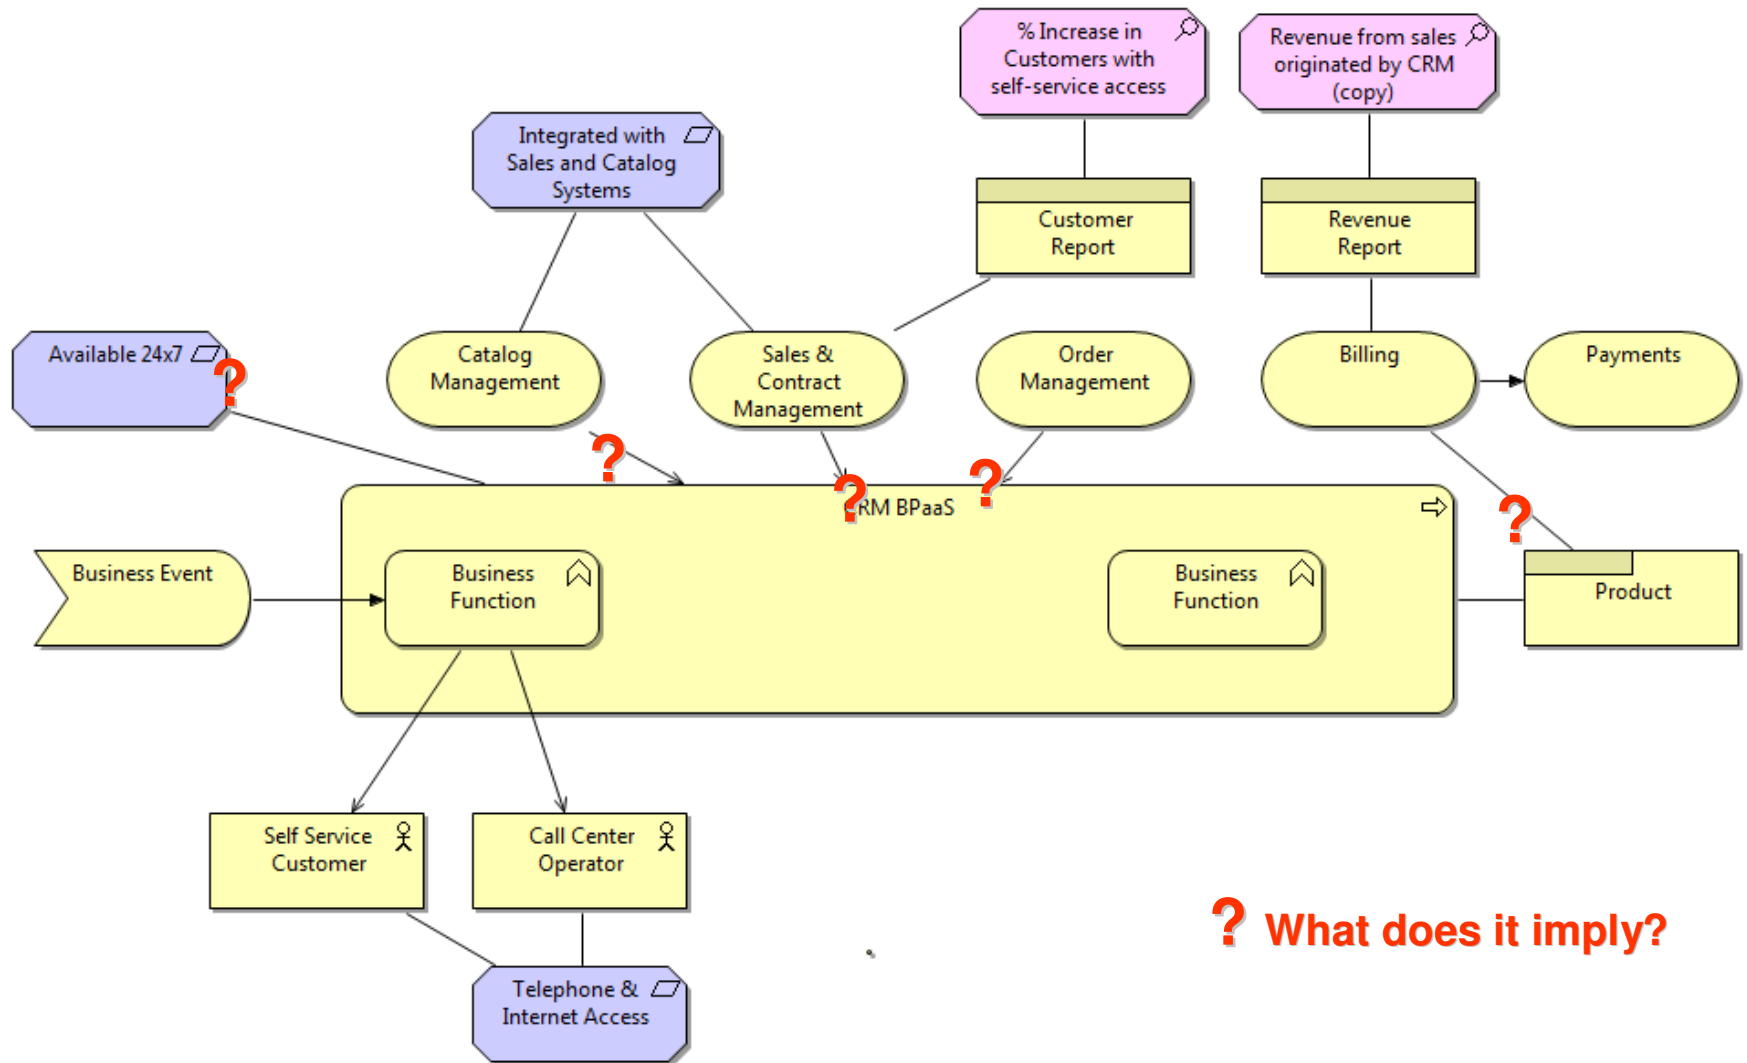 % Increase in
Customers with
self-service access
Revenue from sales
originated by CRM
(copy)
Integrated with
Sales and Catalog
Systems
Customer
Report
Revenue
Report
Available 24x7
?
Catalog
Management
Sales &
Contract
Management
Order
Management
Billing
Payments
?
?
?
?
RM BPaaS
Business Event
Business
Function
Business
Function
Product
Self Service
Customer
Call Center
Operator
? What does it imply?
Telephone &
Internet Access